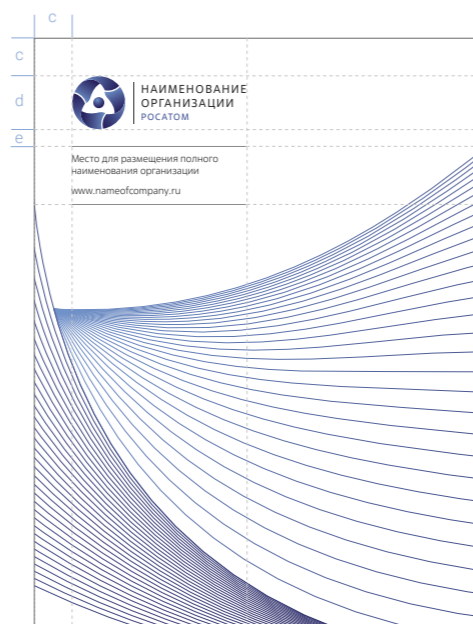 c
c
d
e
НАИМЕНОВАНИЕ
ОРГАНИЗАЦИИ
РОСАТОМ
Место для размещения полного
наименования организации
www.nameofcompany.ru